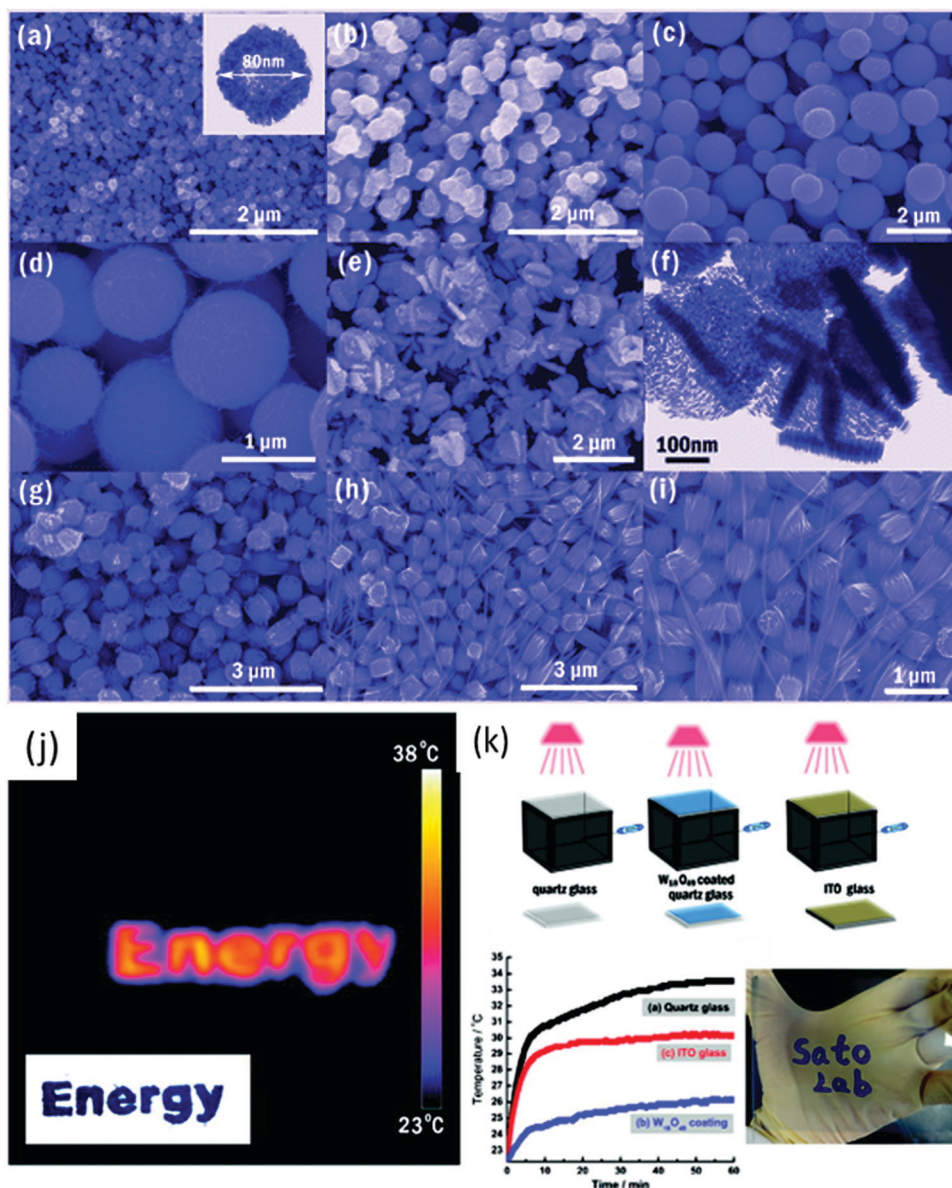 (a)
80nm
2 μm
(b)
2 μm
(c)
2 μm
(d)
1 μm
(e)
2 μm
(f)
100nm
(g)
3 μm
(h)
3 μm
(i)
1 μm
(j)
38°C
Energy
23°C
Energy
(k)
quartz glass
W₁₈O₄₉ coated
quartz glass
ITO glass
Temperature / °C
35
34
33
32
31
30
29
28
27
26
25
24
23
(a) Quartz glass
(c) ITO glass
(b) W₁₈O₄₉ coating
0 10 20 30 40 50 60
Time / min
Sato
Lab